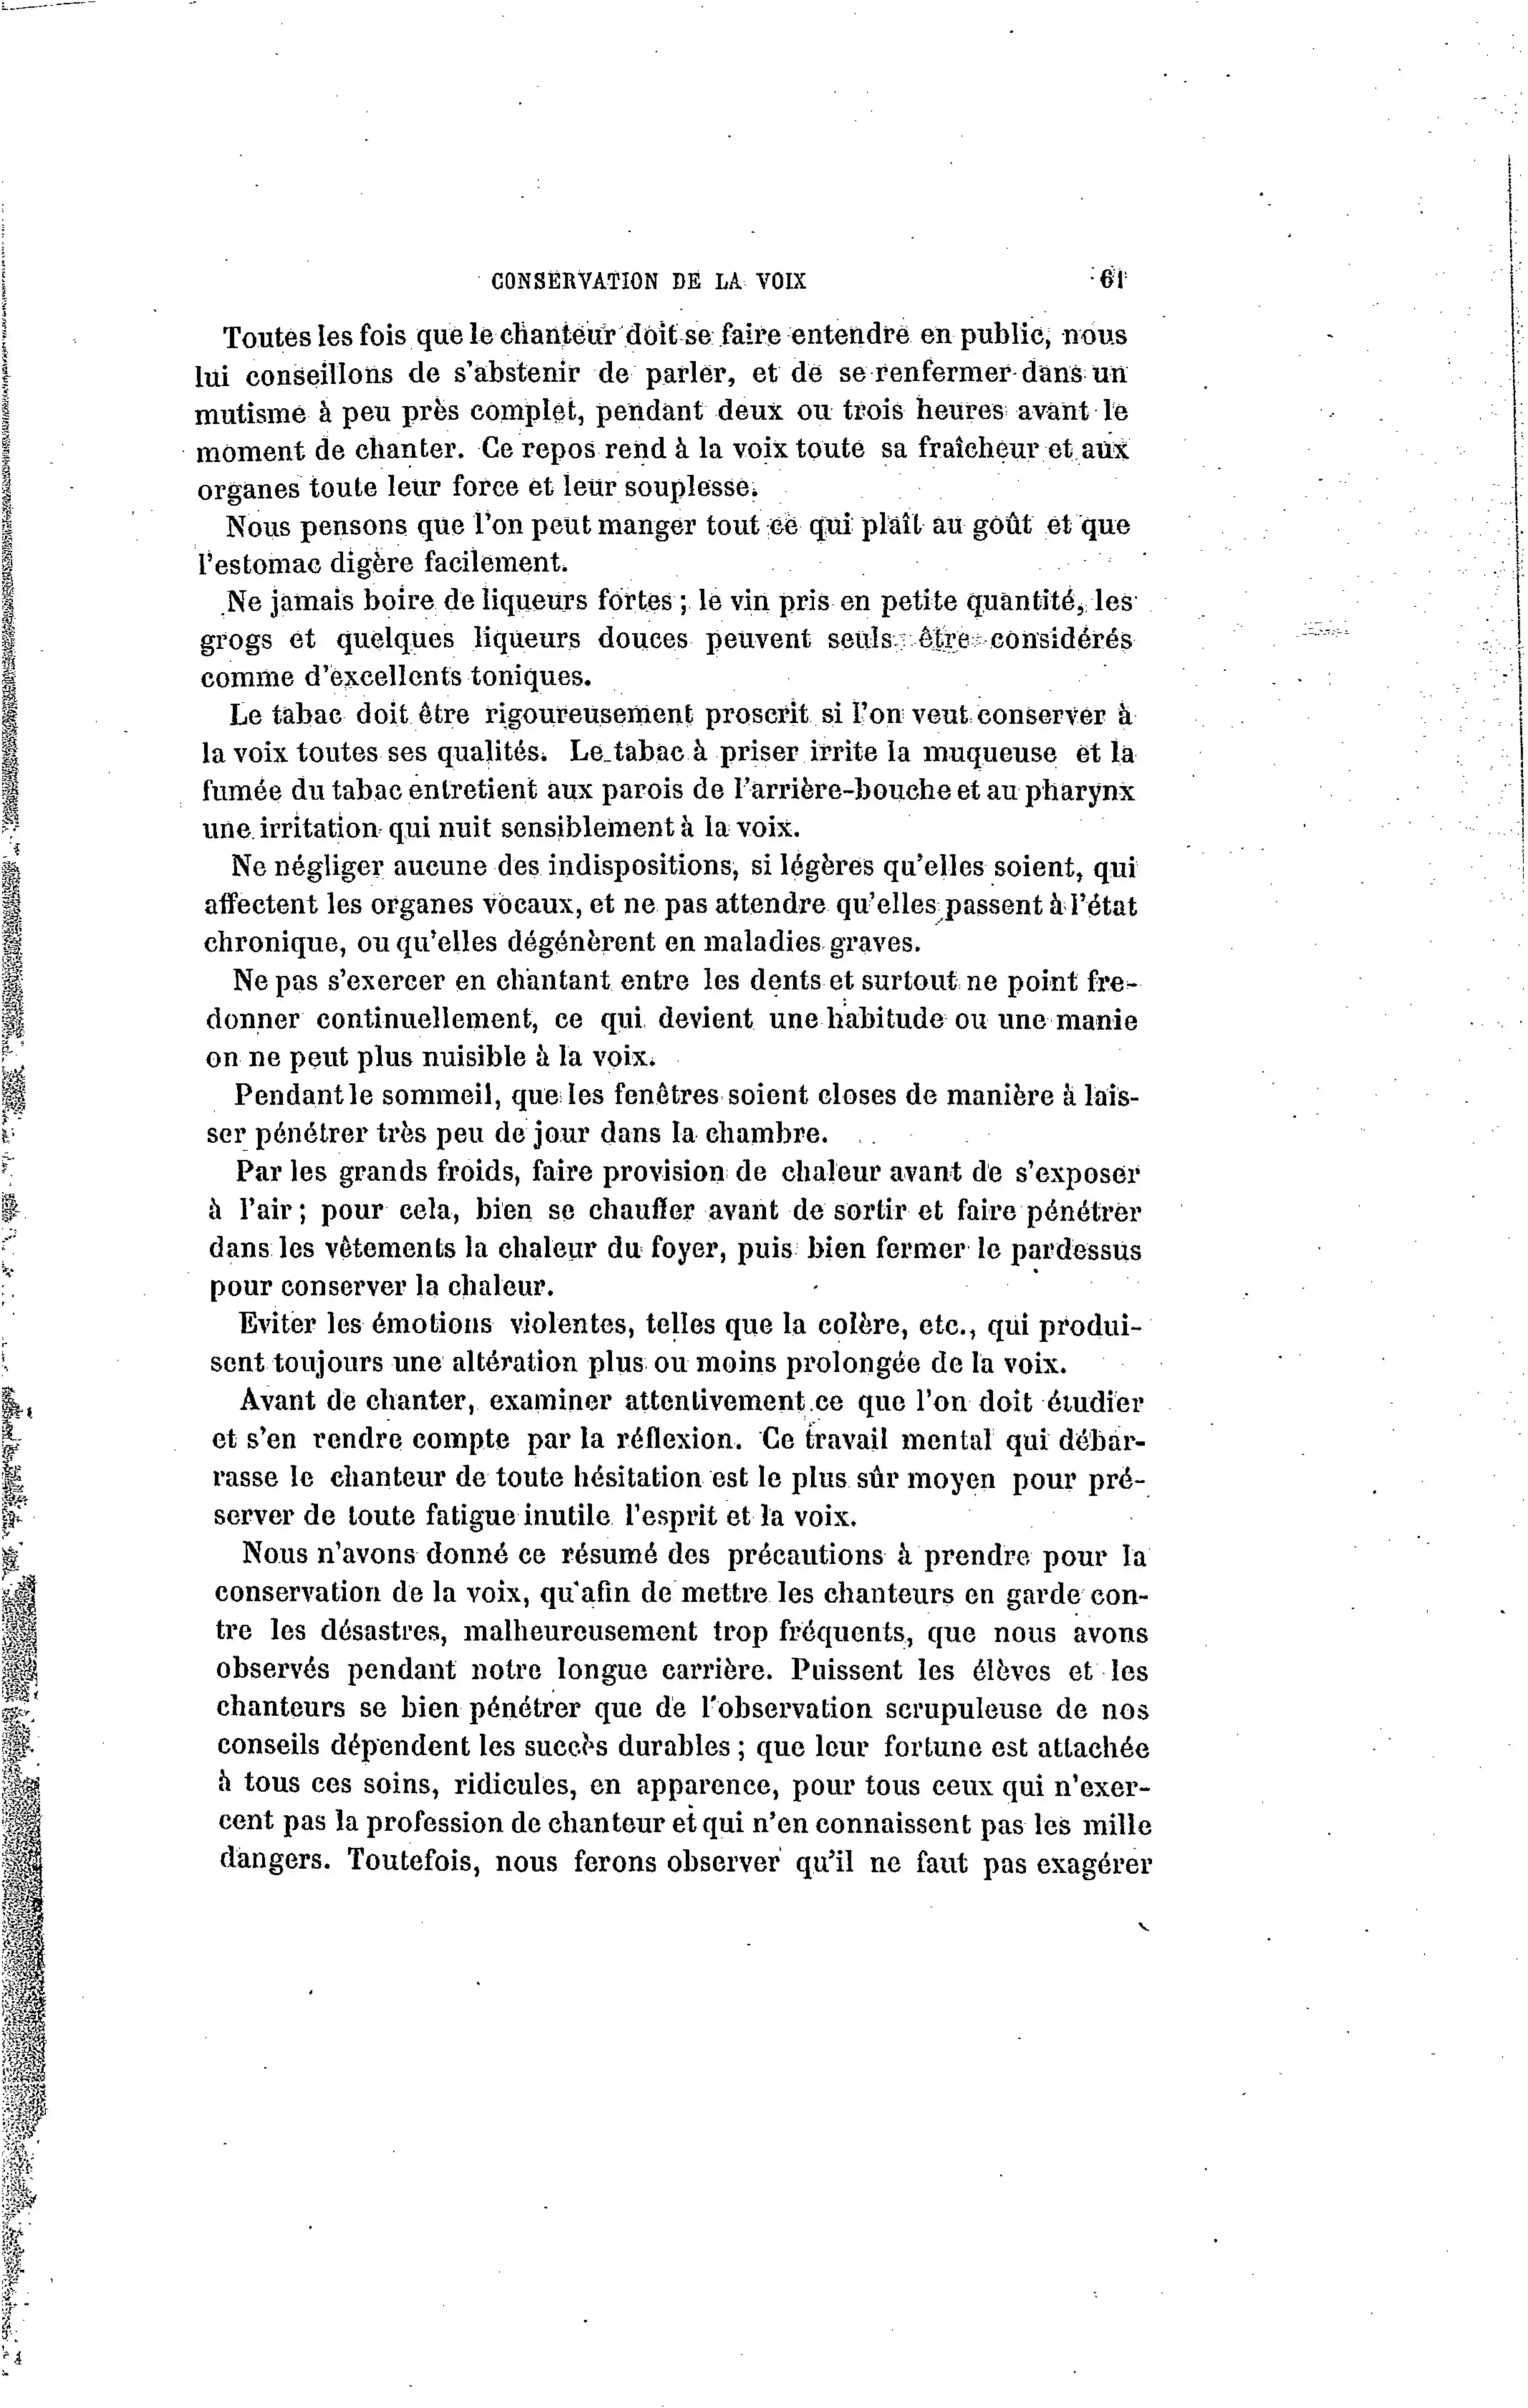 CONSERVATION DE LA VOIX 61
Toutes les fois que le chanteur doit se faire entendre en public, nous
lui conseillons de s'abstenir de parler, et de se renfermer dans un
mutisme à peu près complet, pendant deux ou trois heures avant le
moment de chanter. Ce repos rend à la voix toute sa fraîcheur et aux
organes toute leur force et leur souplesse.
Nous pensons que l'on peut manger tout ce qui plaît au goût et que
l'estomac digère facilement.
Ne jamais boire de liqueurs fortes ; le vin pris en petite quantité, les
grogs et quelques liqueurs douces peuvent seuls être considérés
comme d'excellents toniques.
Le tabac doit être rigoureusement proscrit si l'on veut conserver à
la voix toutes ses qualités. Le tabac à priser irrite la muqueuse et la
fumée du tabac entretient aux parois de l'arrière-bouche et au pharynx
une irritation qui nuit sensiblement à la voix.
Ne négliger aucune des indispositions, si légères qu'elles soient, qui
affectent les organes vocaux, et ne pas attendre qu'elles passent à l'état
chronique, ou qu'elles dégénèrent en maladies graves.
Ne pas s'exercer en chantant entre les dents et surtout ne point fre-
donner continuellement, ce qui devient une habitude ou une manie
on ne peut plus nuisible à la voix.
Pendant le sommeil, que les fenêtres soient closes de manière à lais-
ser pénétrer très peu de jour dans la chambre.
Par les grands froids, faire provision de chaleur avant de s'exposer
à l'air ; pour cela, bien se chauffer avant de sortir et faire pénétrer
dans les vêtements la chaleur du foyer, puis bien fermer le pardessus
pour conserver la chaleur.
Eviter les émotions violentes, telles que la colère, etc., qui produi-
sent toujours une altération plus ou moins prolongée de la voix.
Avant de chanter, examiner attentivement ce que l'on doit étudier
et s'en rendre compte par la réflexion. Ce travail mental qui débar-
rasse le chanteur de toute hésitation est le plus sûr moyen pour pré-
server de toute fatigue inutile l'esprit et la voix.
Nous n'avons donné ce résumé des précautions à prendre pour la
conservation de la voix, qu'afin de mettre les chanteurs en garde con-
tre les désastres, malheureusement trop fréquents, que nous avons
observés pendant notre longue carrière. Puissent les élèves et les
chanteurs se bien pénétrer que de l'observation scrupuleuse de nos
conseils dépendent les succès durables ; que leur fortune est attachée
à tous ces soins, ridicules, en apparence, pour tous ceux qui n'exer-
cent pas la profession de chanteur et qui n'en connaissent pas les mille
dangers. Toutefois, nous ferons observer qu'il ne faut pas exagérer